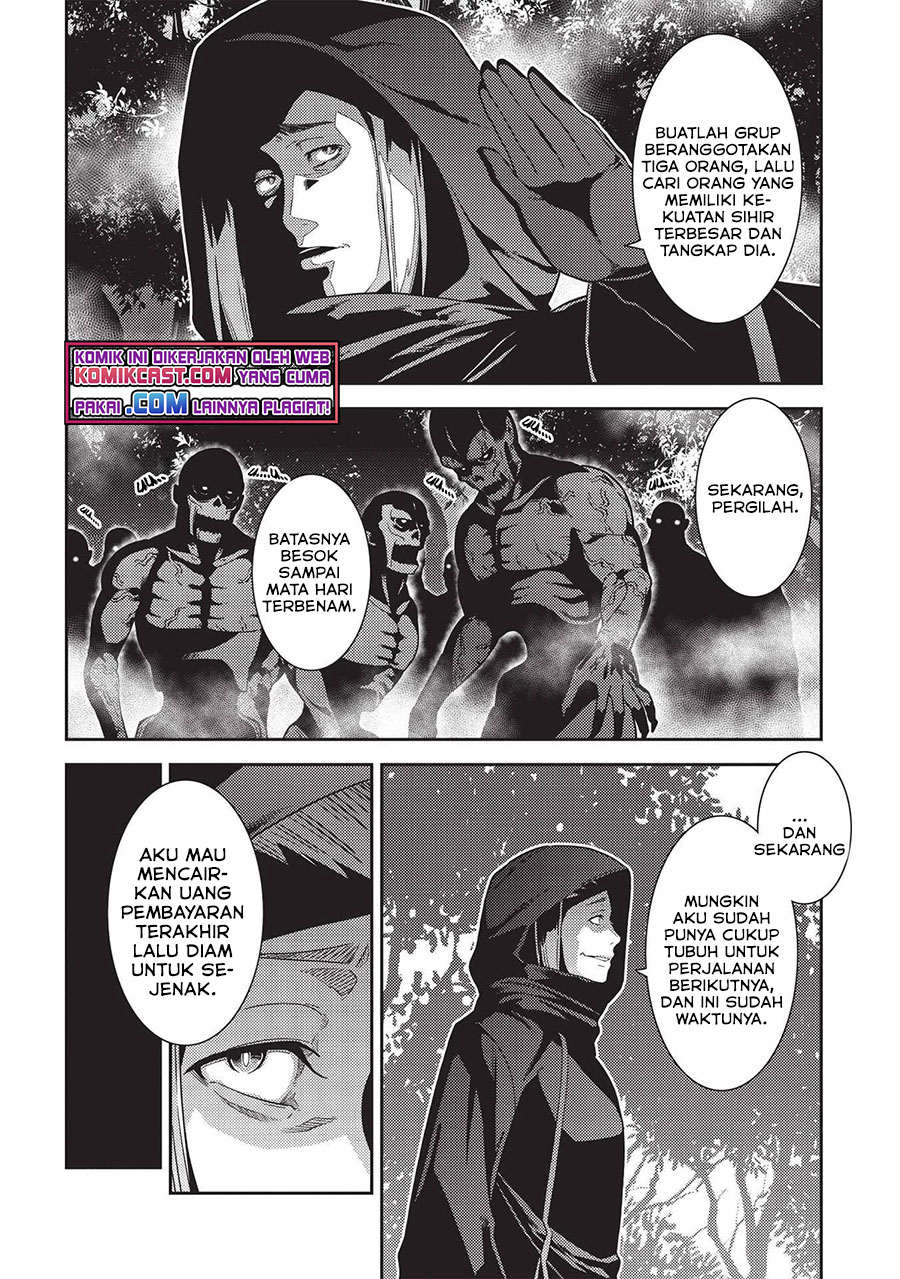 BUATLAH GRUP
BERANGGOTAKAN
TIGA ORANG, LALU
CARI ORANG YANG
MEMILIKI KE-
KUATAN SIHIR
TERBESAR DAN
TANGKAP DIA.
KOMIK INI DIKERJAKAN OLEH WEB
KOMIKCAST.COM YANG CUMA
PAKAI .COM LAINNYA PLAGIAT!
SEKARANG,
PERGILAH.
BATASNYA
BESOK
SAMPAI
MATA HARI
TERBENAM.
...
DAN
SEKARANG
MUNGKIN
AKU SUDAH
PUNYA CUKUP
TUBUH UNTUK
PERJALANAN
BERIKUTNYA,
DAN INI SUDAH
WAKTUNYA.
AKU MAU
MENCAIR-
KAN UANG
PEMBAYARAN
TERAKHIR
LALU DIAM
UNTUK SE-
JENAK.